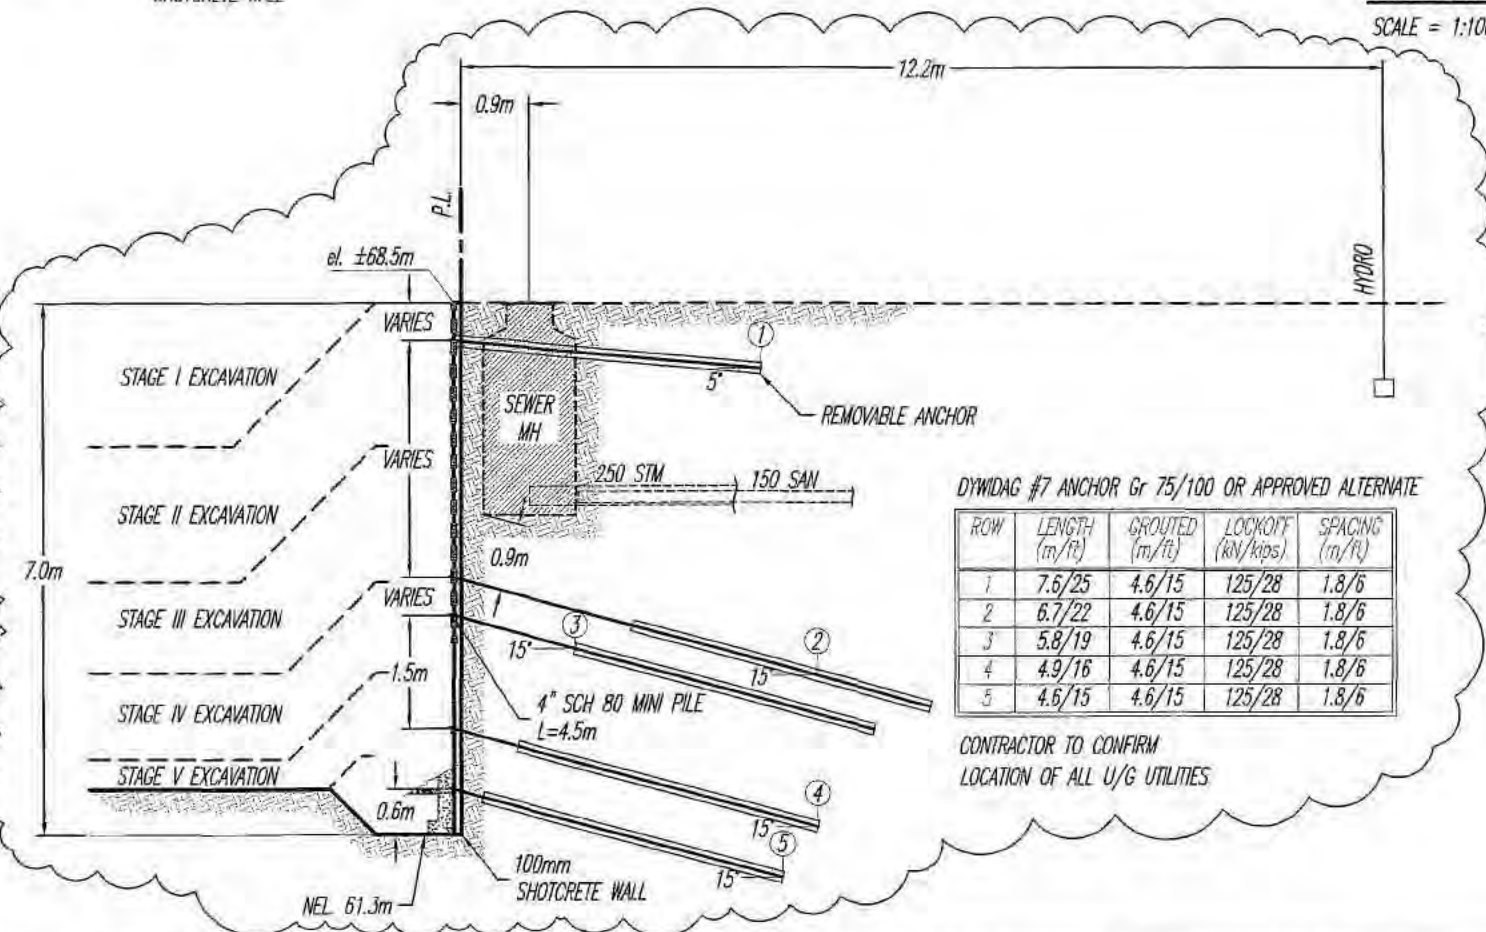 SCALE = 1:100
12.2m
0.9m
P.L.
el. ±68.5m
HYDRO
VARIES
STAGE I EXCAVATION
1
5°
REMOVABLE ANCHOR
SEWER
MH
VARIES
250 STM
150 SAN
STAGE II EXCAVATION
7.0m
0.9m
DYWIDAG #7 ANCHOR Gr 75/100 OR APPROVED ALTERNATE
ROW LENGTH (m/ft) GROUTED (m/ft) LOCKOFF (kN/kips) SPACING (m/ft)
1 7.6/25 4.6/15 125/28 1.8/6
2 6.7/22 4.6/15 125/28 1.8/6
3 5.8/19 4.6/15 125/28 1.8/6
4 4.9/16 4.6/15 125/28 1.8/6
5 4.6/15 4.6/15 125/28 1.8/6
VARIES
STAGE III EXCAVATION
3
15°
2
15°
1.5m
4" SCH 80 MINI PILE
L=4.5m
STAGE IV EXCAVATION
CONTRACTOR TO CONFIRM
LOCATION OF ALL U/G UTILITIES
STAGE V EXCAVATION
0.6m
4
15°
5
15°
100mm
SHOTCRETE WALL
NEL 61.3m